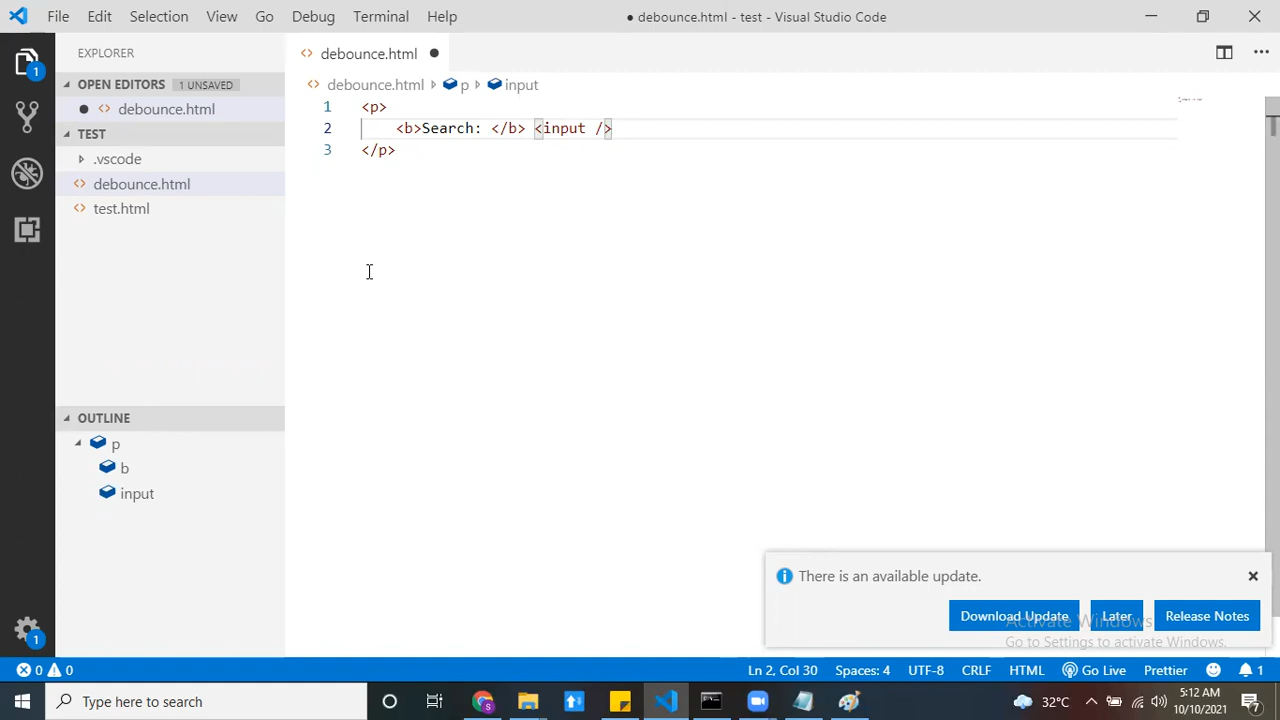 File Edit Selection View Go Debug Terminal Help
● debounce.html - test - Visual Studio Code
EXPLORER
debounce.html
OPEN EDITORS 1 UNSAVED
debounce.html > p > input
debounce.html
TEST
.vscode
debounce.html
test.html
1 <p>
2 <b>Search: </b> <input />
3 </p>
OUTLINE
p
b
input
1
1
There is an available update.
Download Update Later Release Notes
Activate Windows
Go to Settings to activate Windows.
0 0 Ln 2, Col 30 Spaces: 4 UTF-8 CRLF HTML Go Live Prettier 1
Type here to search
32°C
5:12 AM
10/10/2021
7